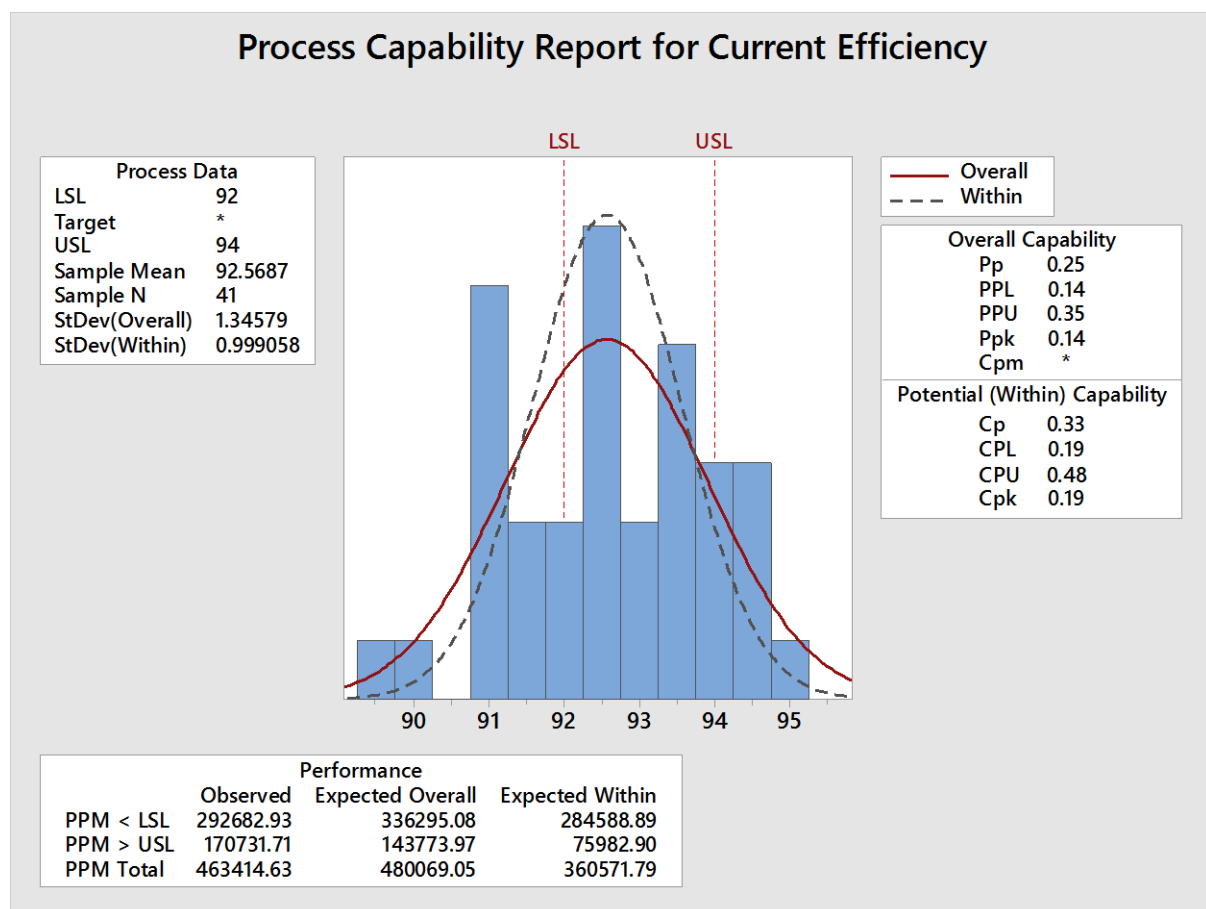 Process Capability Report for Current Efficiency
LSL USL
Process Data
LSL 92
Target *
USL 94
Sample Mean 92.5687
Sample N 41
StDev(Overall) 1.34579
StDev(Within) 0.999058
Overall
Within
Overall Capability
Pp 0.25
PPL 0.14
PPU 0.35
Ppk 0.14
Cpm *
Potential (Within) Capability
Cp 0.33
CPL 0.19
CPU 0.48
Cpk 0.19
90 91 92 93 94 95
Performance
Observed Expected Overall Expected Within
PPM < LSL 292682.93 336295.08 284588.89
PPM > USL 170731.71 143773.97 75982.90
PPM Total 463414.63 480069.05 360571.79